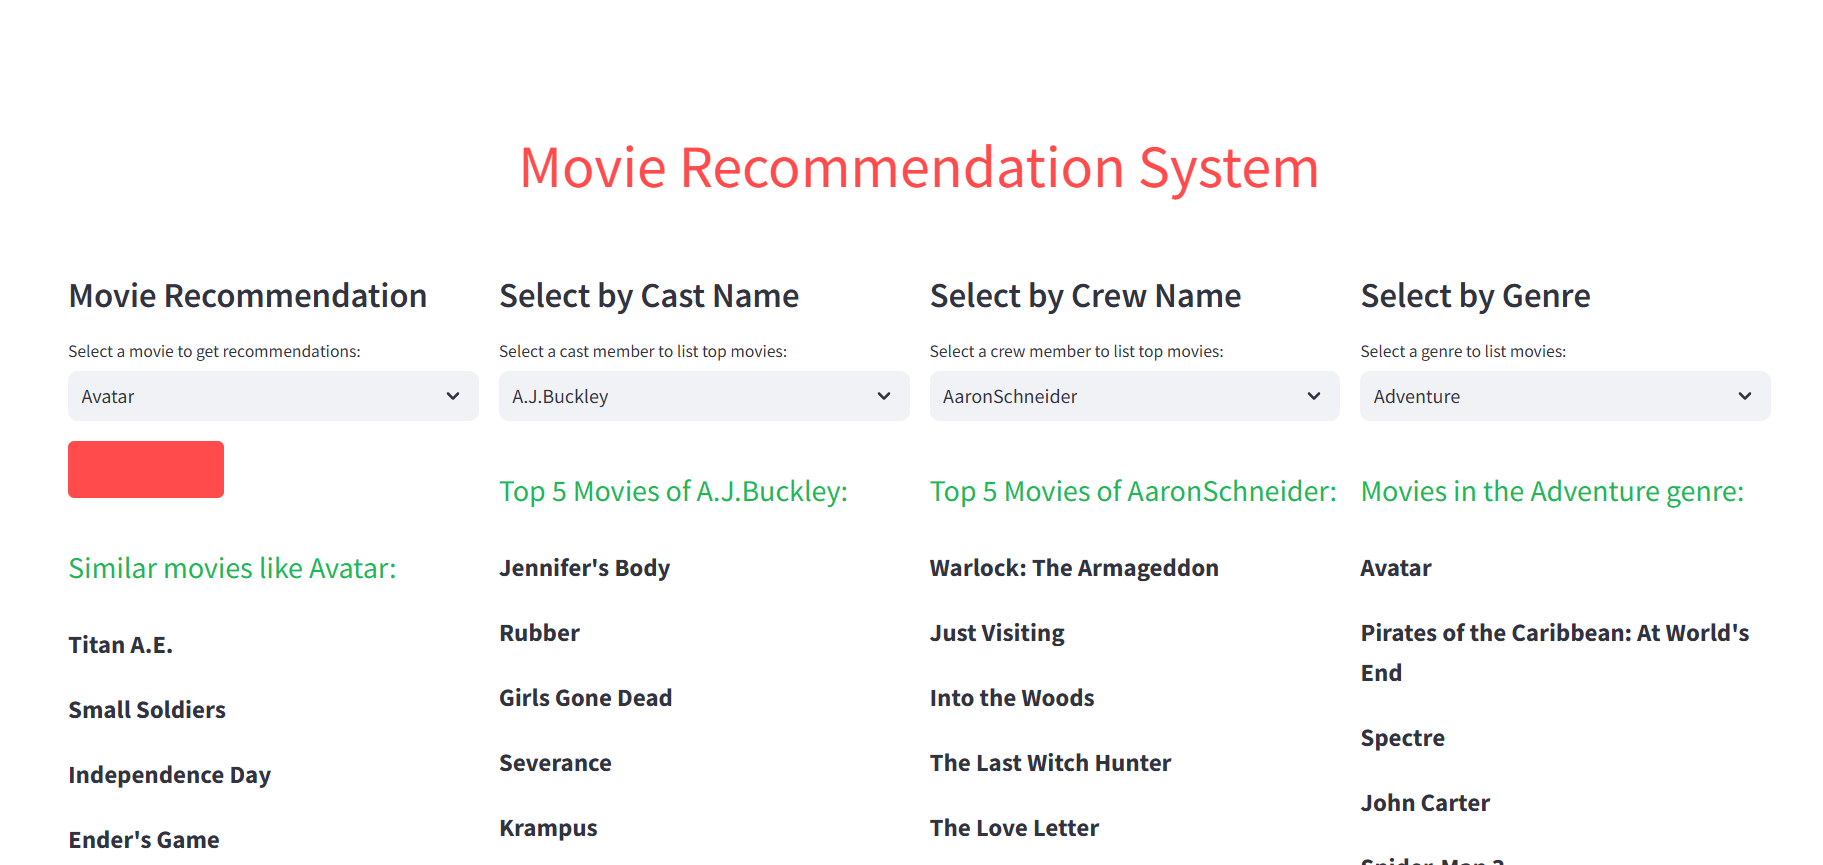 Movie Recommendation System
Movie Recommendation
Select a movie to get recommendations:
Avatar
Similar movies like Avatar:
Titan A.E.
Small Soldiers
Independence Day
Ender's Game
Select by Cast Name
Select a cast member to list top movies:
A.J.Buckley
Top 5 Movies of A.J.Buckley:
Jennifer's Body
Rubber
Girls Gone Dead
Severance
Krampus
Select by Crew Name
Select a crew member to list top movies:
AaronSchneider
Top 5 Movies of AaronSchneider:
Warlock: The Armageddon
Just Visiting
Into the Woods
The Last Witch Hunter
The Love Letter
Select by Genre
Select a genre to list movies:
Adventure
Movies in the Adventure genre:
Avatar
Pirates of the Caribbean: At World's
End
Spectre
John Carter
Spider-Man 3